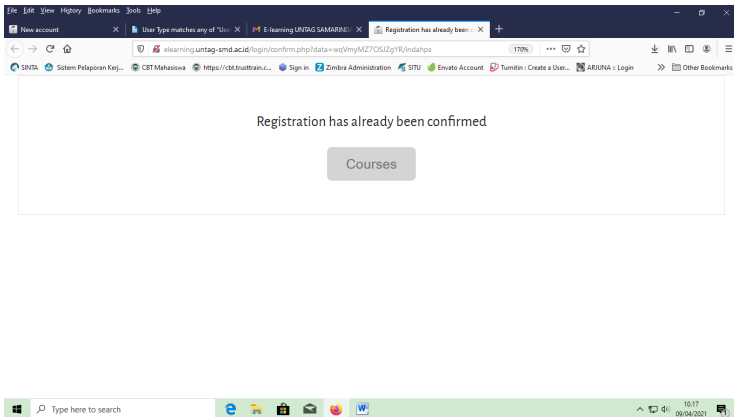 File Edit View History Bookmarks Tools Help
New account
User Type matches any of "User
E-learning UNTAG SAMARINDA
Registration has already been c
elearning.untag-smd.ac.id/login/confirm.php?data=wqVmyMZ7OSJZgYR/indahps
170%
SINTA
Sistem Pelaporan Kerj...
CBT Mahasiswa
https://cbt.trusttrain.c...
Sign in
Zimbra Administration
SITU
Envato Account
Turnitin : Create a User...
ARJUNA :: Login
Other Bookmarks
Registration has already been confirmed
Courses
Type here to search
10.17
09/04/2021